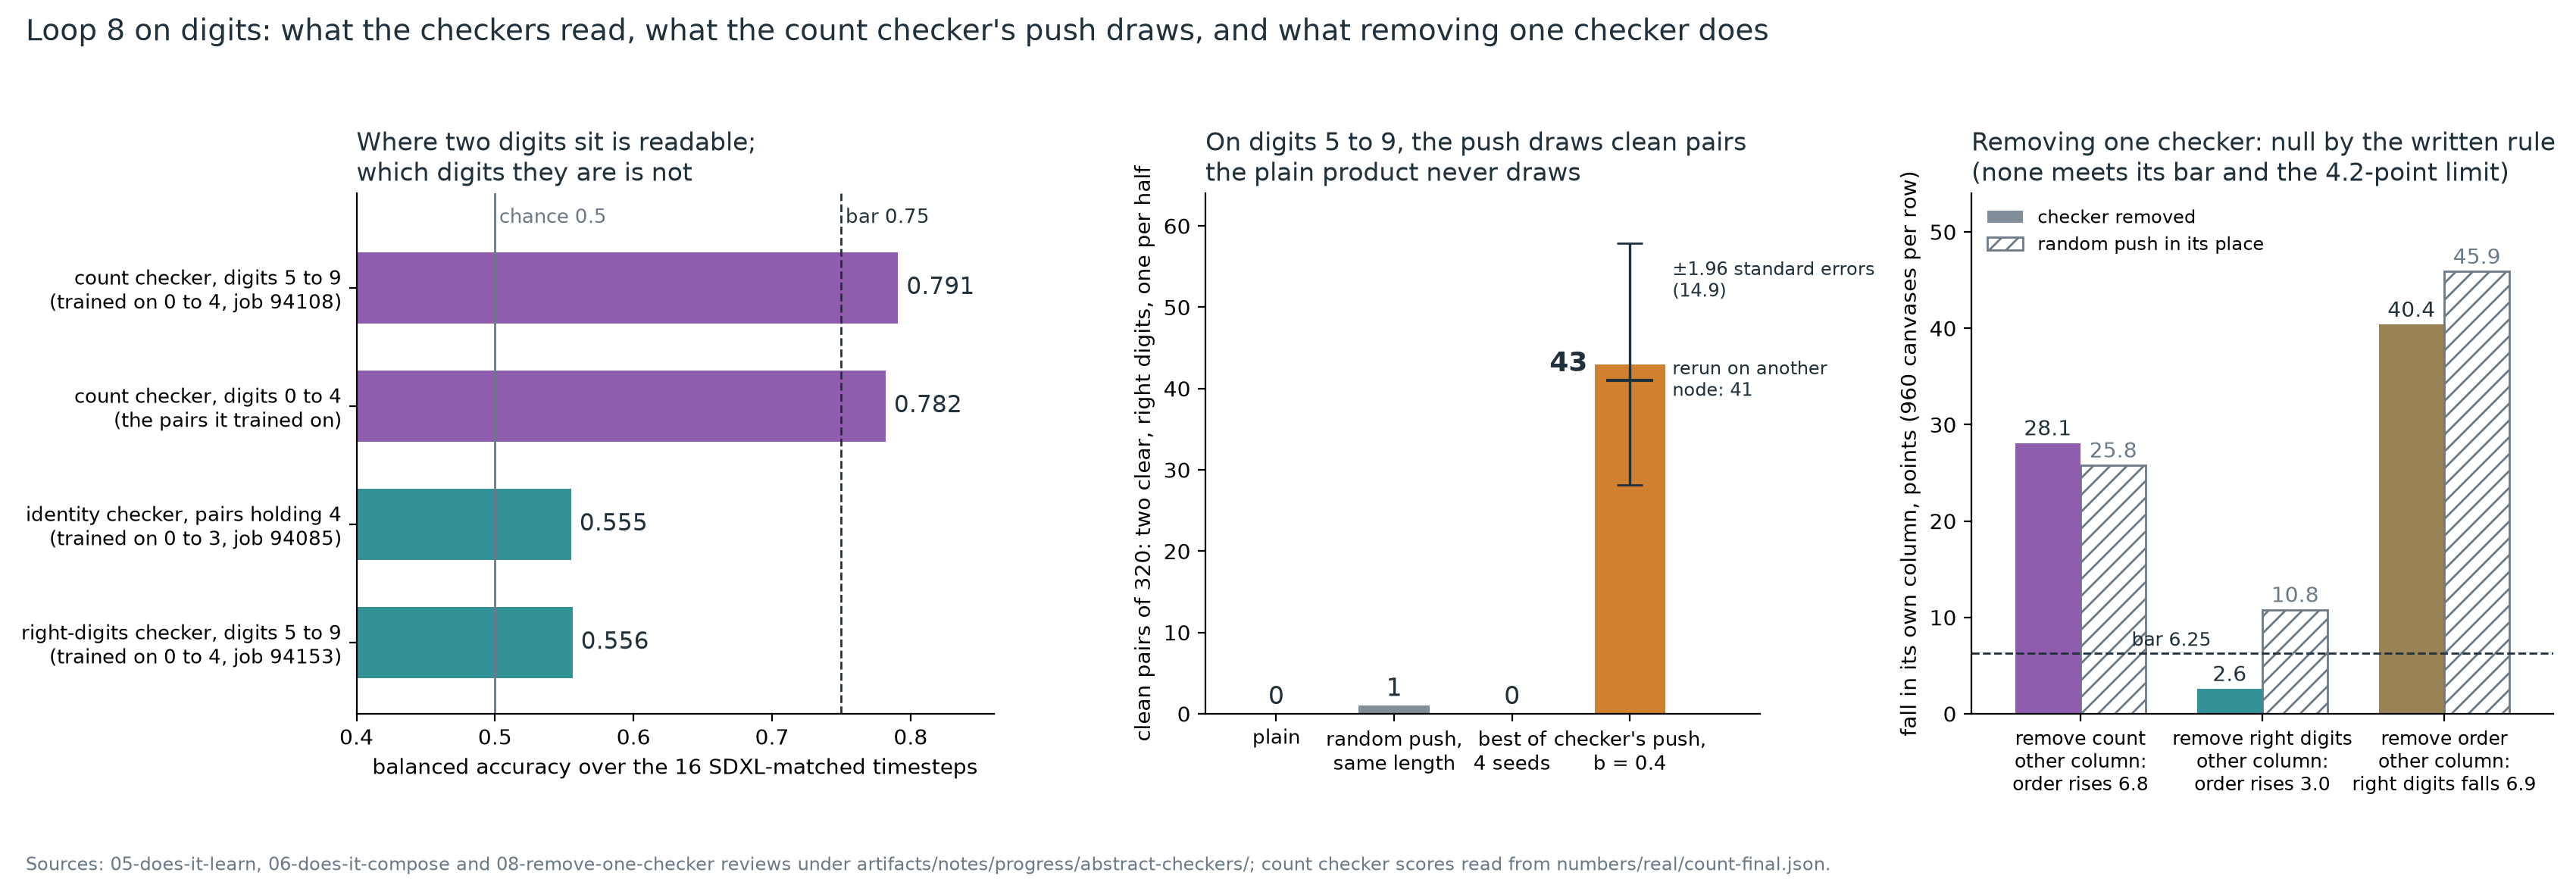 Loop 8 on digits: what the checkers read, what the count checker's push draws, and what removing one checker does
Where two digits sit is readable;
which digits they are is not
chance 0.5
bar 0.75
count checker, digits 5 to 9
(trained on 0 to 4, job 94108)
0.791
count checker, digits 0 to 4
(the pairs it trained on)
0.782
identity checker, pairs holding 4
(trained on 0 to 3, job 94085)
0.555
right-digits checker, digits 5 to 9
(trained on 0 to 4, job 94153)
0.556
0.4
0.5
0.6
0.7
0.8
balanced accuracy over the 16 SDXL-matched timesteps
On digits 5 to 9, the push draws clean pairs
the plain product never draws
clean pairs of 320: two clear, right digits, one per half
60
50
40
30
20
10
0
±1.96 standard errors
(14.9)
43
rerun on another
node: 41
0
1
0
plain
random push,
same length
best of
4 seeds
checker's push,
b = 0.4
Removing one checker: null by the written rule
(none meets its bar and the 4.2-point limit)
fall in its own column, points (960 canvases per row)
50
40
30
20
10
0
checker removed
random push in its place
28.1
25.8
bar 6.25
2.6
10.8
40.4
45.9
remove count
other column:
order rises 6.8
remove right digits
other column:
order rises 3.0
remove order
other column:
right digits falls 6.9
Sources: 05-does-it-learn, 06-does-it-compose and 08-remove-one-checker reviews under artifacts/notes/progress/abstract-checkers/; count checker scores read from numbers/real/count-final.json.